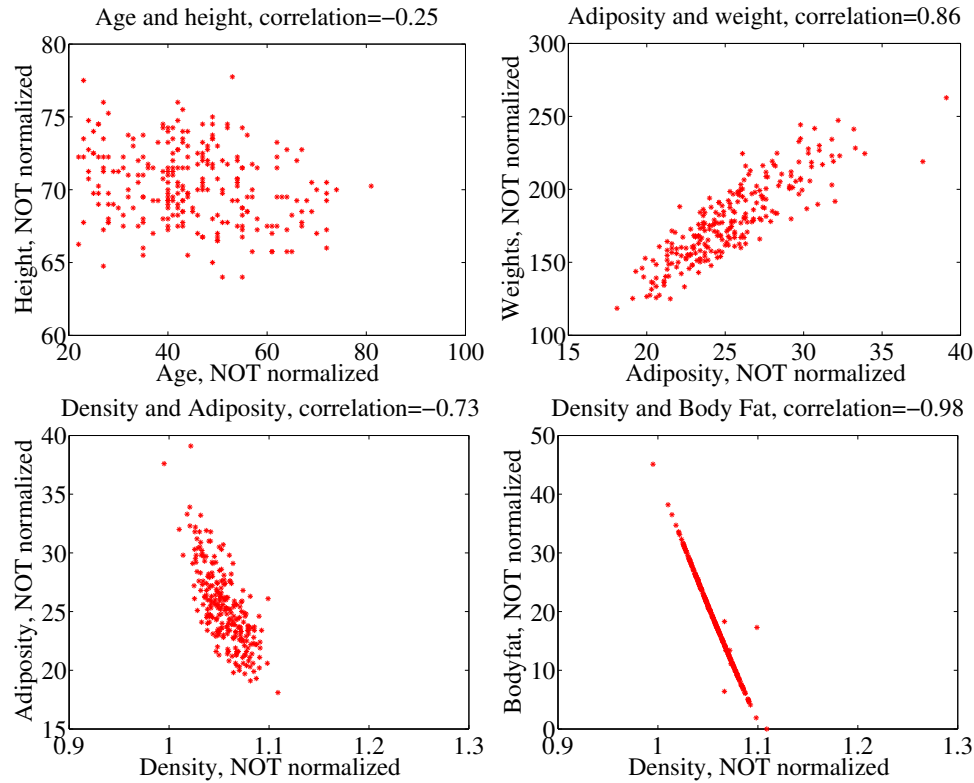 Age and height, correlation=−0.25
80
75
70
65
60
Height, NOT normalized
20 40 60 80 100
Age, NOT normalized
Adiposity and weight, correlation=0.86
300
250
200
150
100
Weights, NOT normalized
15 20 25 30 35 40
Adiposity, NOT normalized
Density and Adiposity, correlation=−0.73
40
35
30
25
20
15
Adiposity, NOT normalized
0.9 1 1.1 1.2 1.3
Density, NOT normalized
Density and Body Fat, correlation=−0.98
50
40
30
20
10
0
Bodyfat, NOT normalized
0.9 1 1.1 1.2 1.3
Density, NOT normalized